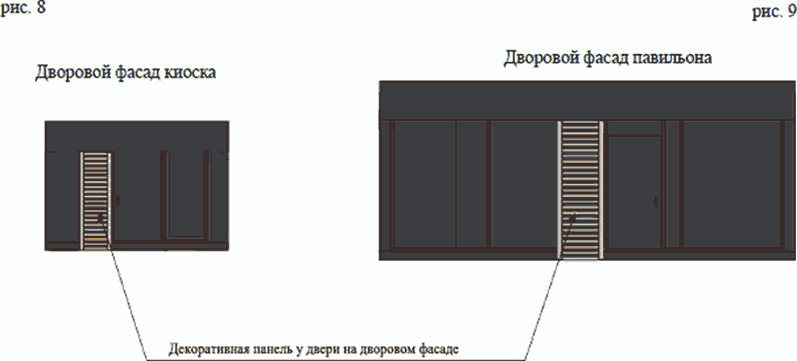 рис. 8
рис. 9
Дворовой фасад киоска
Дворовой фасад павильона
Декоративная панель у двери на дворовом фасаде